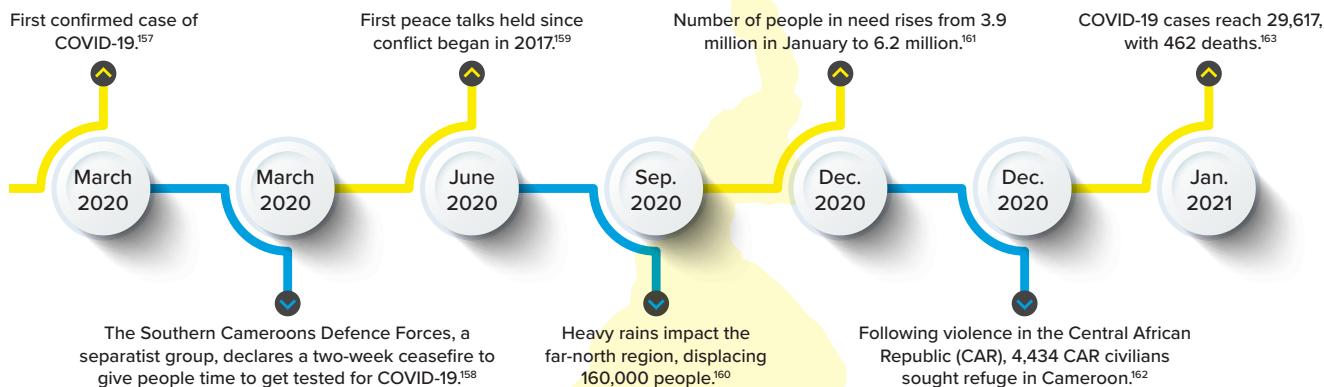 First confirmed case of
COVID-19.157
First peace talks held since
conflict began in 2017.159
Number of people in need rises from 3.9
million in January to 6.2 million.161
COVID-19 cases reach 29,617,
with 462 deaths.163
March
2020
March
2020
June
2020
Sep.
2020
Dec.
2020
Dec.
2020
Jan.
2021
The Southern Cameroons Defence Forces, a
separatist group, declares a two-week ceasefire to
give people time to get tested for COVID-19.158
Heavy rains impact the
far-north region, displacing
160,000 people.160
Following violence in the Central African
Republic (CAR), 4,434 CAR civilians
sought refuge in Cameroon.162